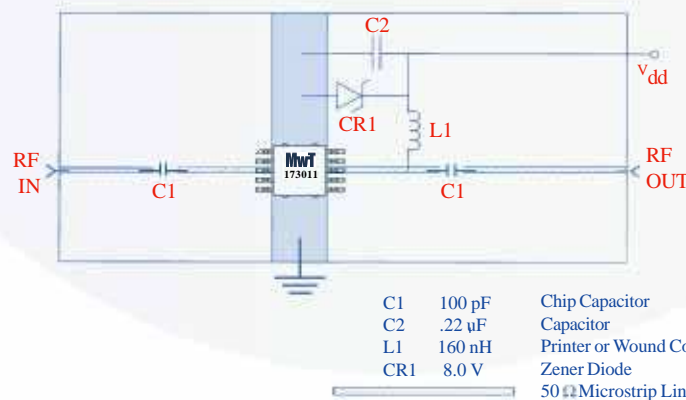 C2
Vdd
CR1
L1
RF
IN
C1
MwT
173011
C1
RF
OUT
C1 100 pF Chip Capacitor
C2 .22 µF Capacitor
L1 160 nH Printer or Wound Co
CR1 8.0 V Zener Diode
50 Ω Microstrip Lin